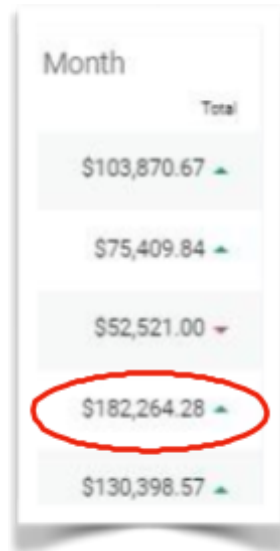 Month
Total
$103,870.67
$75,409.84
$52,521.00
$182,264.28
$130,398.57